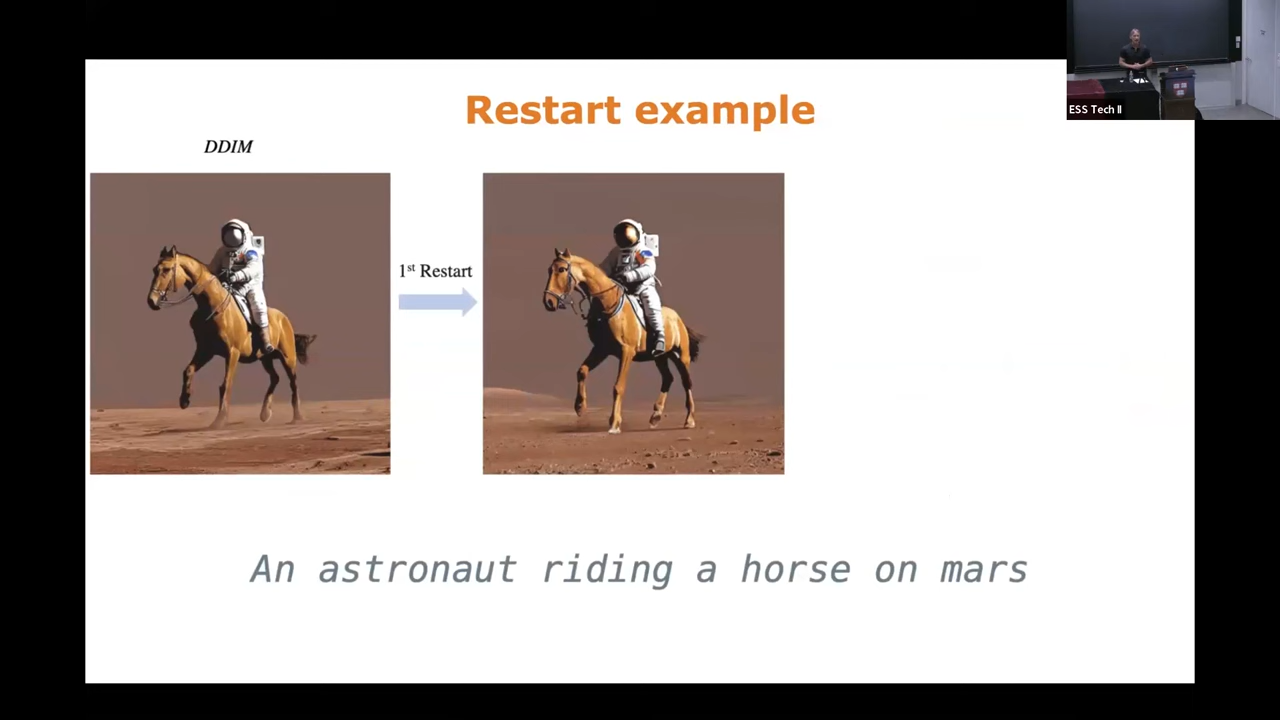 Restart example
DDIM
1st Restart
An astronaut riding a horse on mars
ESS Tech II